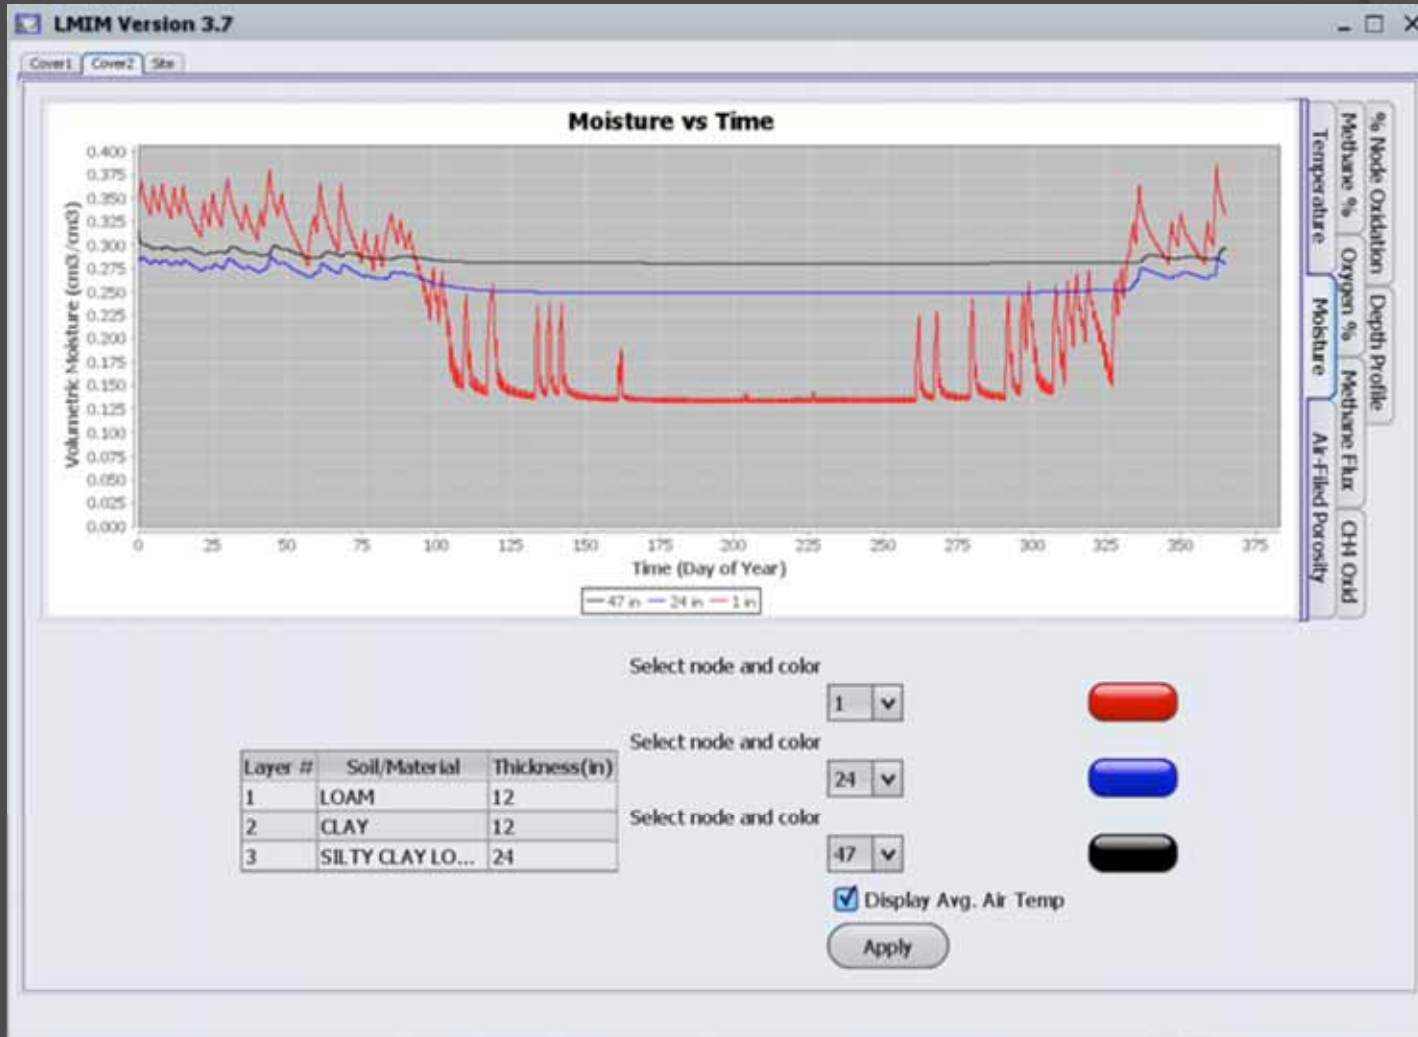 LMIM Version 3.7
Cover1 Cover2 Site
Moisture vs Time
Volumetric Moisture (cm3/cm3)
0.400
0.375
0.350
0.325
0.300
0.275
0.250
0.225
0.200
0.175
0.150
0.125
0.100
0.075
0.050
0.025
0.000
0 25 50 75 100 125 150 175 200 225 250 275 300 325 350 375
Time (Day of Year)
47 in 24 in 1 in
Temperature Moisture Air-Filed Porosity
Methane % Oxygen % Methane Flux CH4 Oxid
% Node Oxidation Depth Profile
Select node and color
1
Select node and color
24
Select node and color
47
Layer # Soil/Material Thickness(in)
1 LOAM 12
2 CLAY 12
3 SILTY CLAY LO... 24
Display Avg. Air Temp
Apply